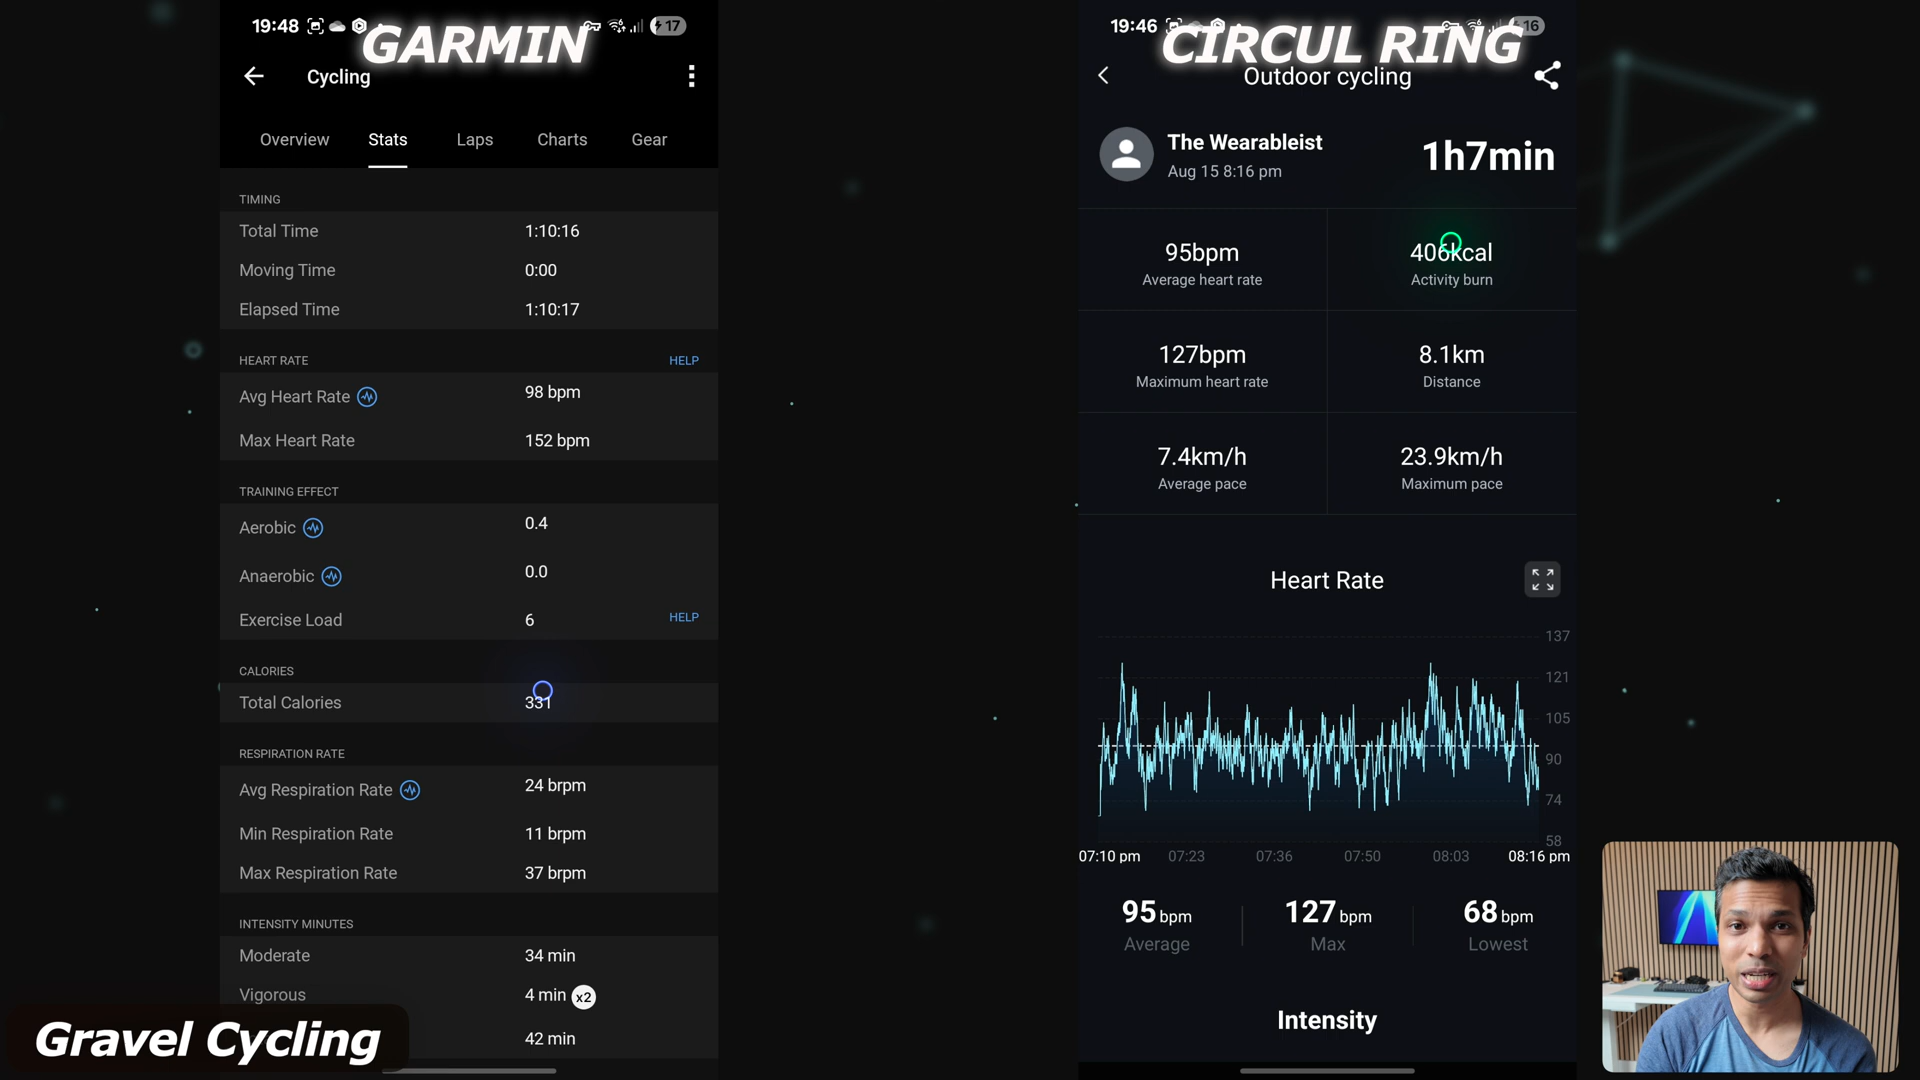 GARMIN
19:48
17
Cycling
Overview
Stats
Laps
Charts
Gear
TIMING
Total Time 1:10:16
Moving Time 0:00
Elapsed Time 1:10:17
HEART RATE HELP
Avg Heart Rate 98 bpm
Max Heart Rate 152 bpm
TRAINING EFFECT
Aerobic 0.4
Anaerobic 0.0
Exercise Load 6 HELP
CALORIES
Total Calories 331
RESPIRATION RATE
Avg Respiration Rate 24 brpm
Min Respiration Rate 11 brpm
Max Respiration Rate 37 brpm
INTENSITY MINUTES
Moderate 34 min
Vigorous 4 min x2
42 min
Gravel Cycling
CIRCUL RING
19:46
16
Outdoor cycling
The Wearableist
Aug 15 8:16 pm
1h7min
95bpm
Average heart rate
406kcal
Activity burn
127bpm
Maximum heart rate
8.1km
Distance
7.4km/h
Average pace
23.9km/h
Maximum pace
Heart Rate
137
121
105
90
74
58
07:10 pm 07:23 07:36 07:50 08:03 08:16 pm
95 bpm
Average
127 bpm
Max
68 bpm
Lowest
Intensity